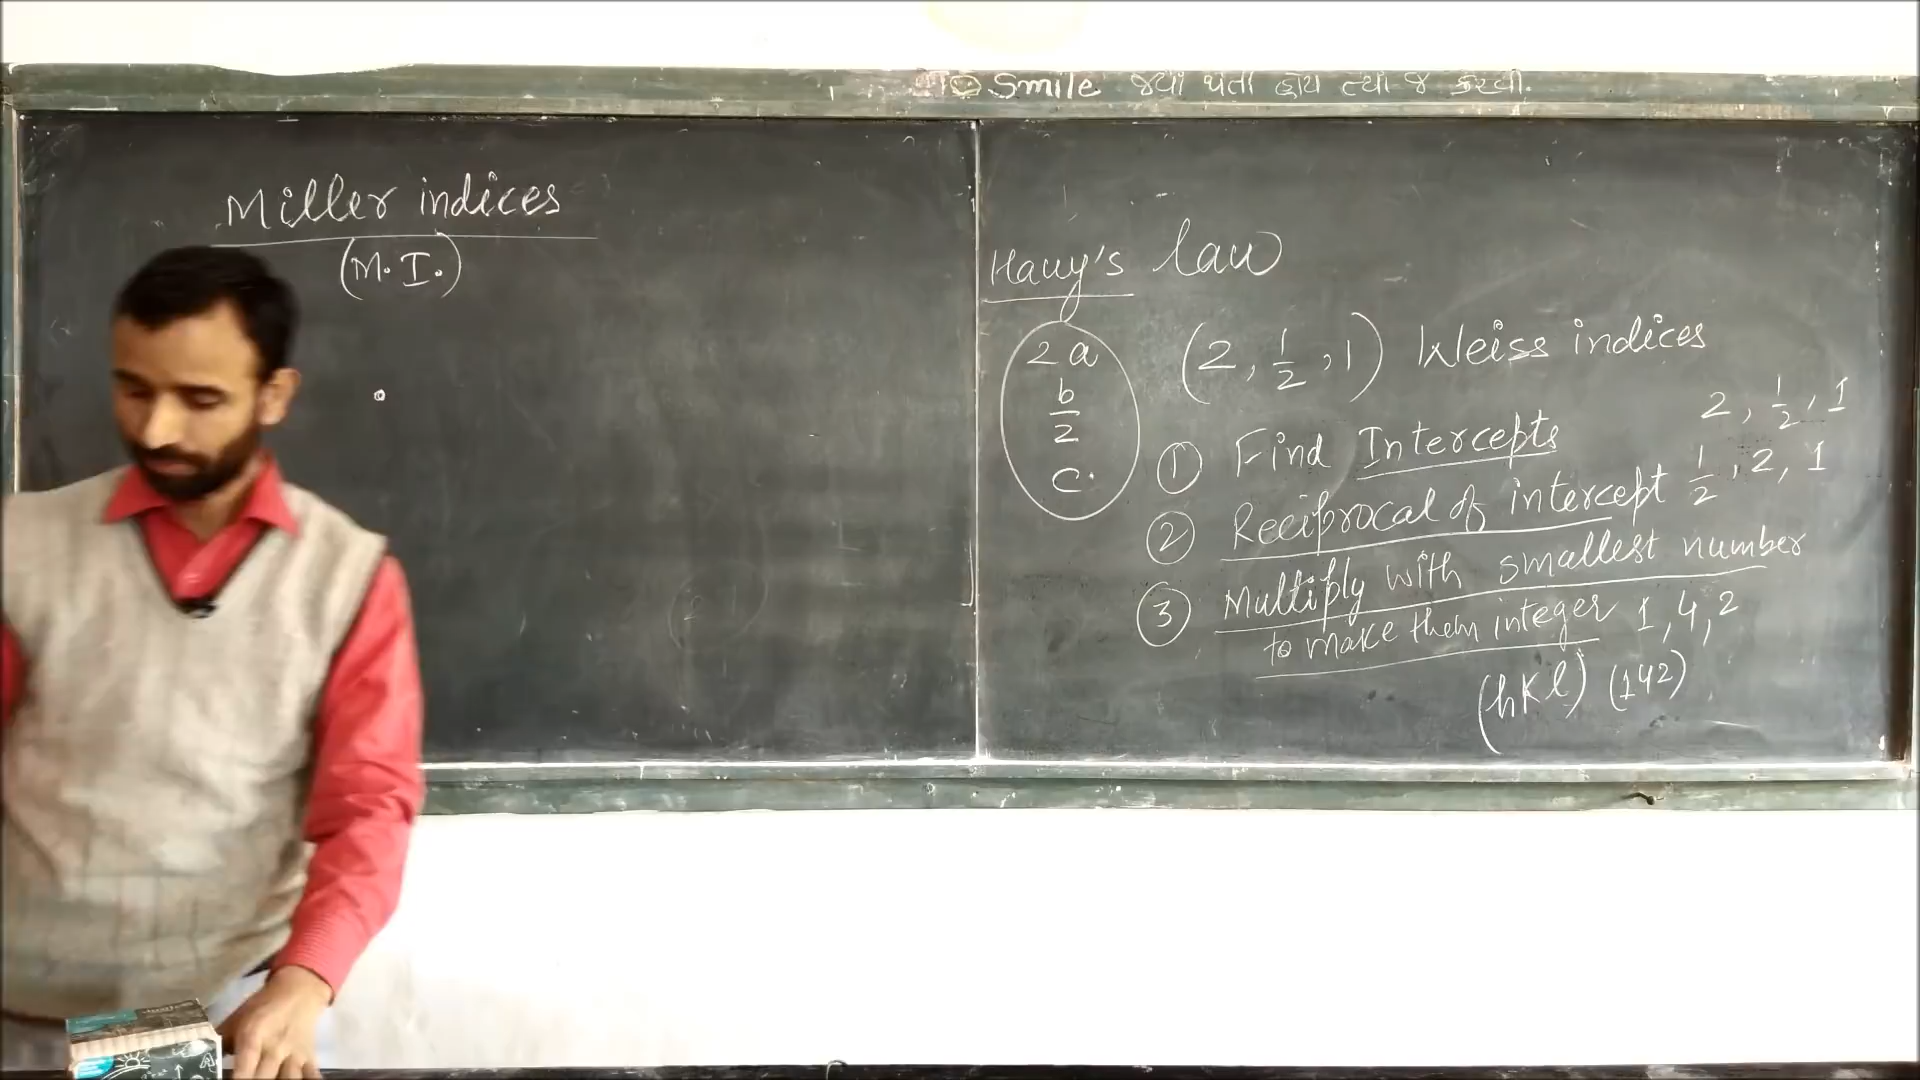 Smile જયાં થતા હોય ત્યાં જ કરવી.
Miller indices
(M.I.)
Hauy's law
2a
b/2
c.
(2, 1/2, 1) Weiss indices
① Find Intercepts 2, 1/2, 1
② Reciprocal of intercept 1/2, 2, 1
③ Multiply with smallest number
to make them integer 1, 4, 2
(hkl) (142)